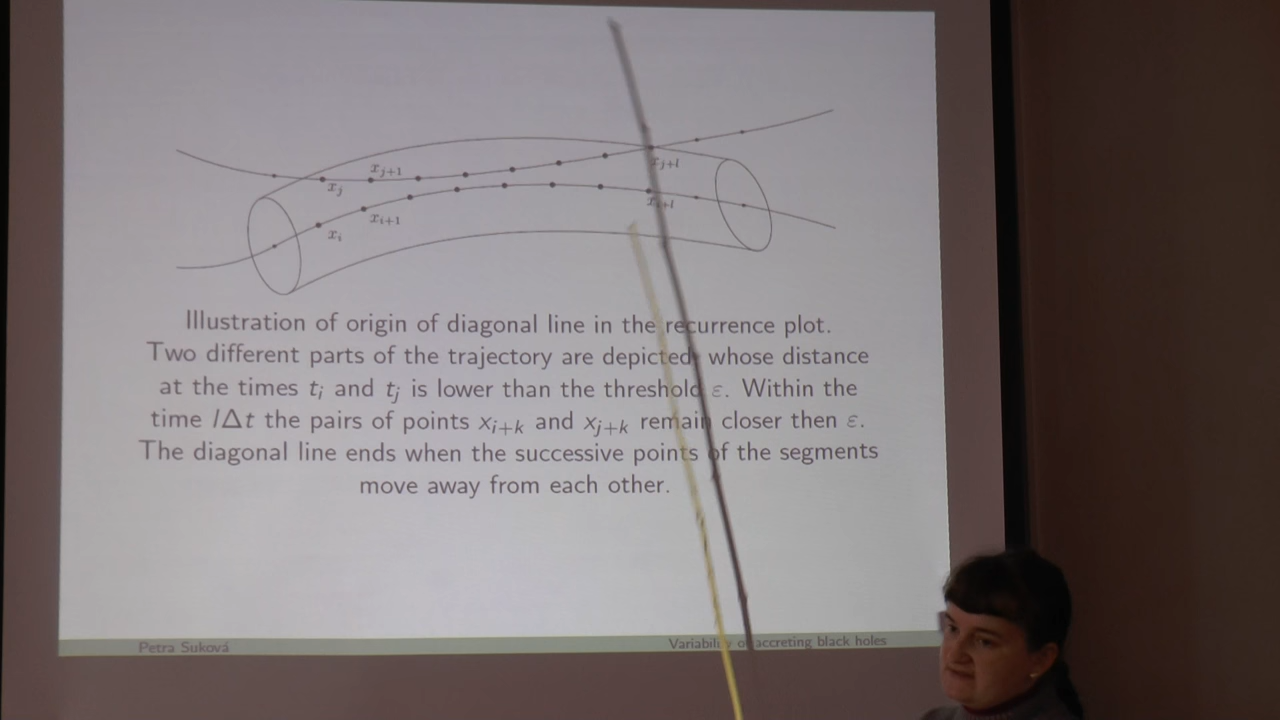 x_{j+1}
x_{j+l}
x_j
x_{i+l}
x_{i+1}
x_i
Illustration of origin of diagonal line in the recurrence plot.
Two different parts of the trajectory are depicted, whose distance
at the times t_i and t_j is lower than the threshold ε. Within the
time lΔt the pairs of points x_{i+k} and x_{j+k} remain closer then ε.
The diagonal line ends when the successive points of the segments
move away from each other.
Petra Suková
Variability of accreting black holes